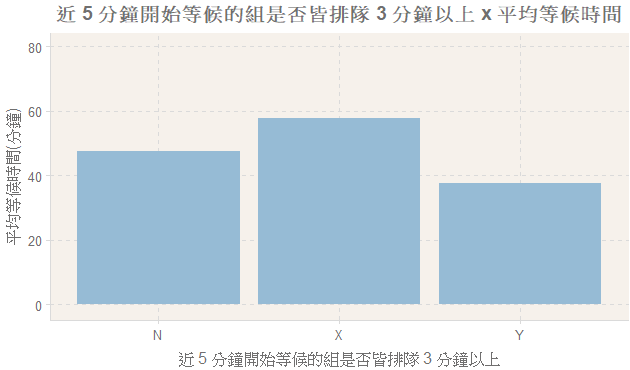 近 5 分鐘開始等候的組是否皆排隊 3 分鐘以上 x 平均等候時間
平均等候時間(分鐘)
80
60
40
20
0
N
X
Y
近 5 分鐘開始等候的組是否皆排隊 3 分鐘以上